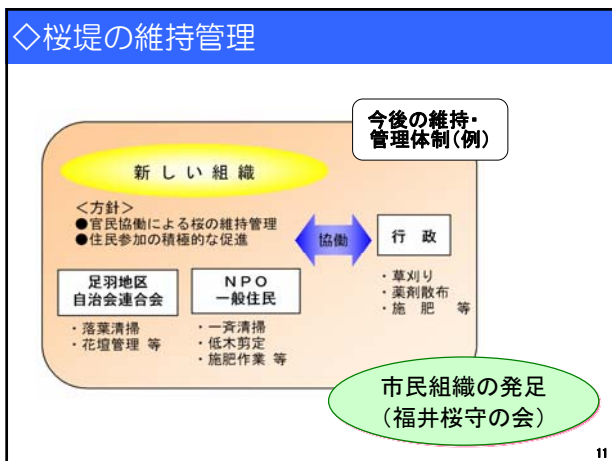 ◇桜堤の維持管理
今後の維持・
管理体制(例)
新しい組織
<方針>
●官民協働による桜の維持管理
●住民参加の積極的な促進
協働
行 政
・草刈り
・薬剤散布
・施 肥 等
足羽地区
自治会連合会
・落葉清掃
・花壇管理 等
NPO
一般住民
・一斉清掃
・低木剪定
・施肥作業 等
市民組織の発足
(福井桜守の会)
11